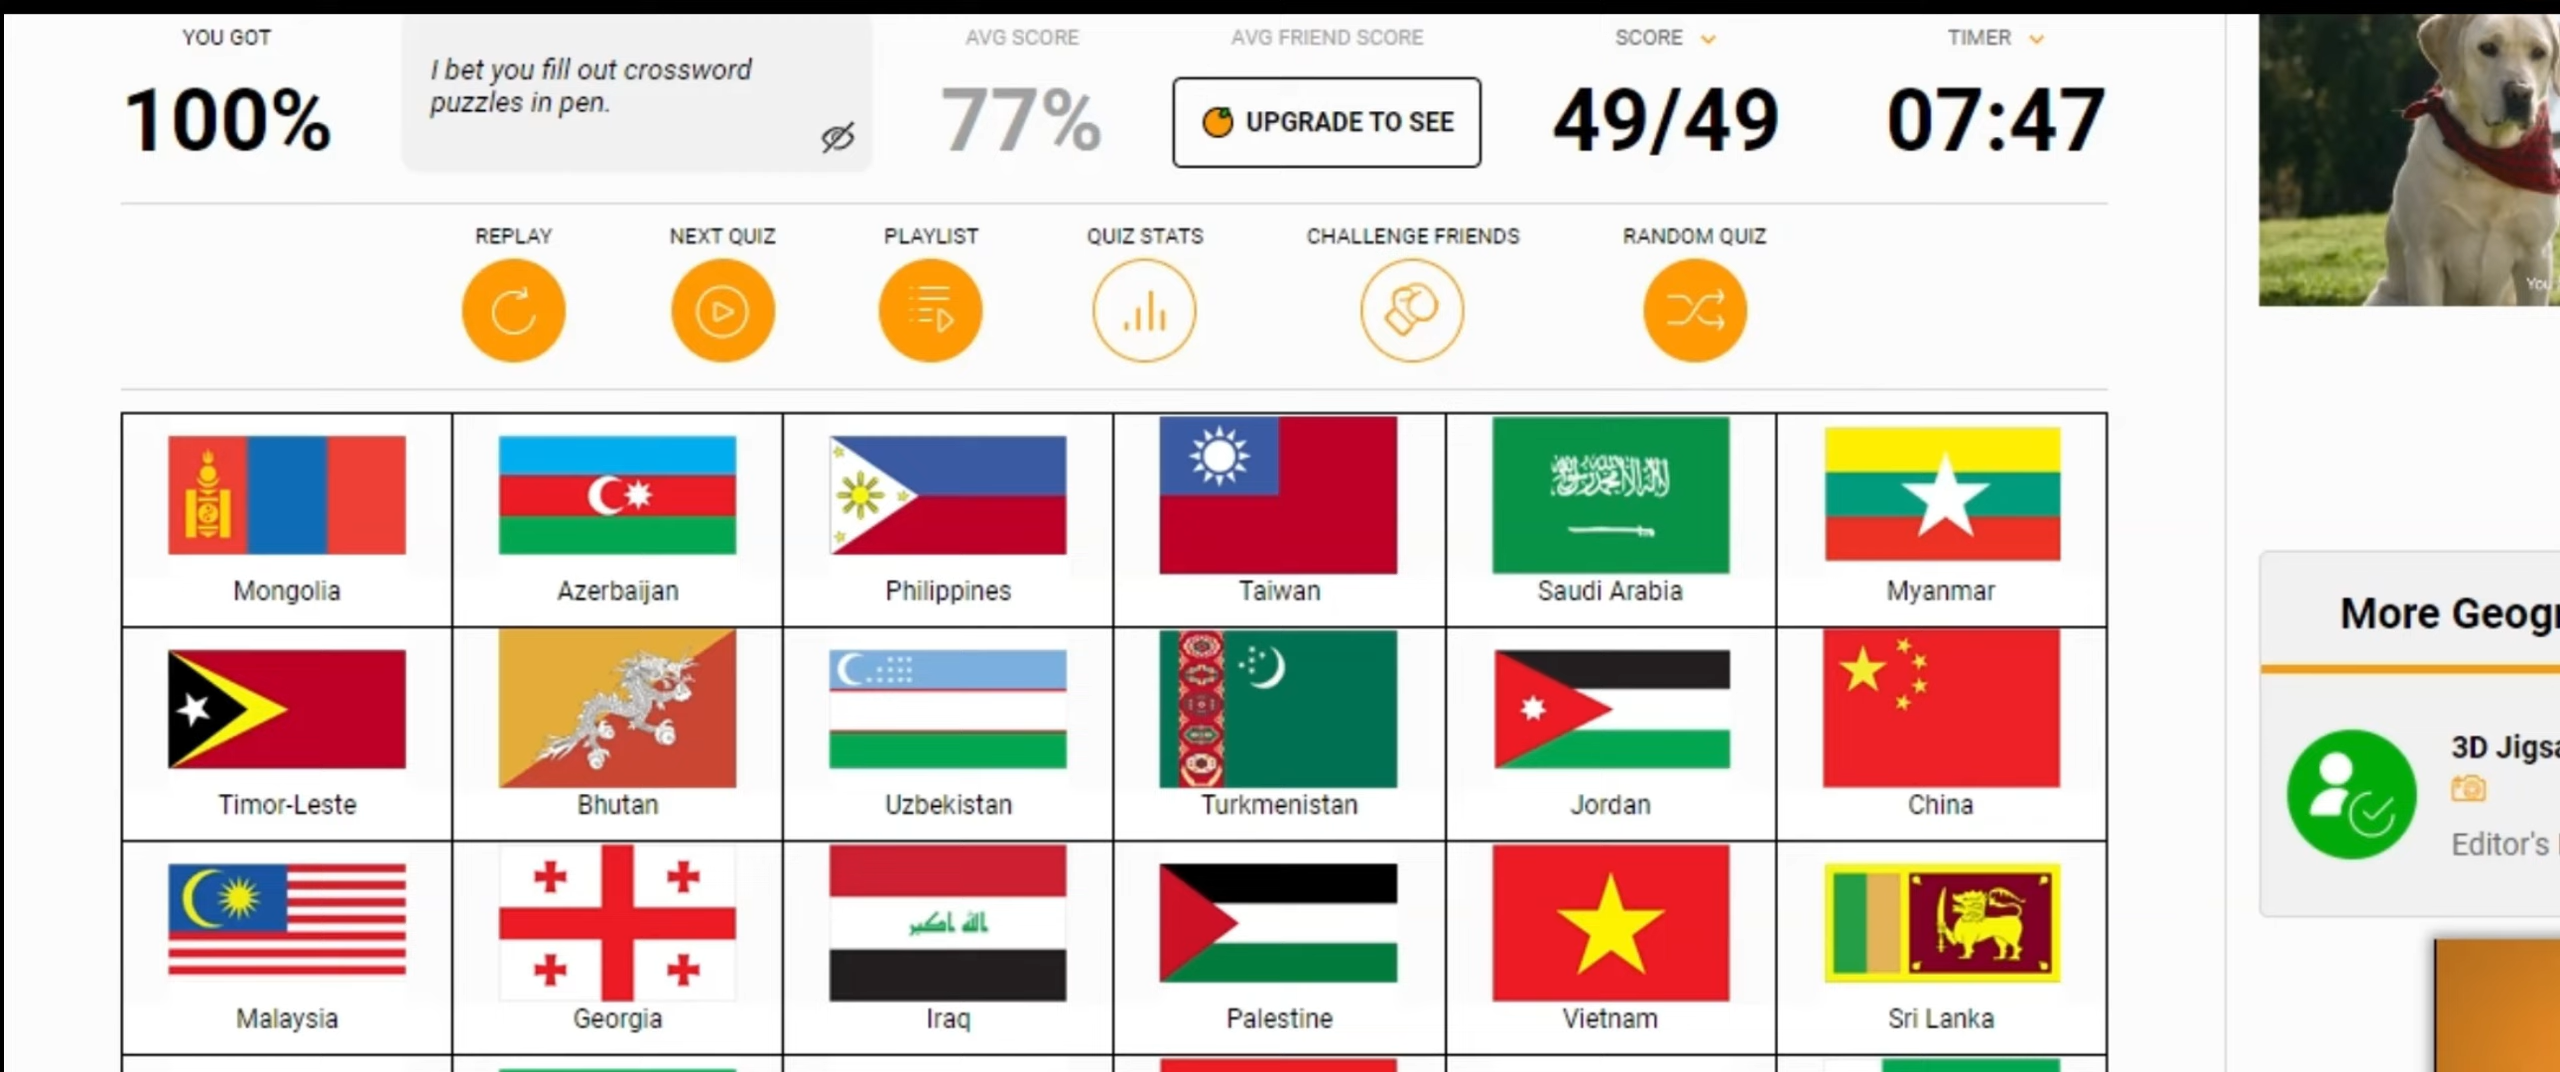 YOU GOT
100%
I bet you fill out crossword
puzzles in pen.
AVG SCORE
77%
AVG FRIEND SCORE
UPGRADE TO SEE
SCORE
49/49
TIMER
07:47
REPLAY
NEXT QUIZ
PLAYLIST
QUIZ STATS
CHALLENGE FRIENDS
RANDOM QUIZ
الله اكبر
Mongolia
Azerbaijan
Philippines
Taiwan
Saudi Arabia
Myanmar
Timor-Leste
Bhutan
Uzbekistan
Turkmenistan
Jordan
China
Malaysia
Georgia
Iraq
Palestine
Vietnam
Sri Lanka
More Geogr
3D Jigsa
Editor's